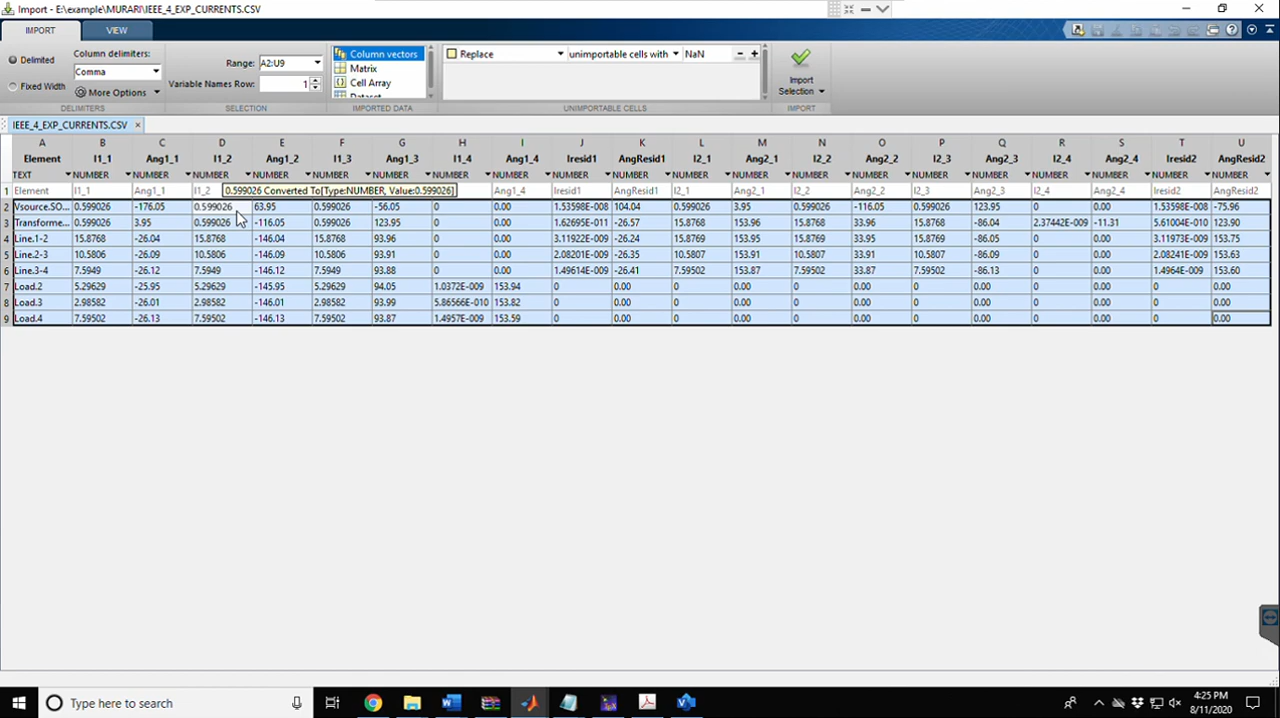 Import - E:\example\MURARI\IEEE_4_EXP_CURRENTS.CSV
IMPORT VIEW
Delimited Column delimiters: Comma More Options Fixed Width
DELIMITERS
Range: A2:U9
Variable Names Row: 1
SELECTION
Column vectors
Matrix
Cell Array
Dataset
IMPORTED DATA
Replace unimportable cells with NaN
UNIMPORTABLE CELLS
Import Selection
IMPORT
IEEE_4_EXP_CURRENTS.CSV
A B C D E F G H I J K L M N O P Q R S T U
Element I1_1 Ang1_1 I1_2 Ang1_2 I1_3 Ang1_3 I1_4 Ang1_4 Iresid1 AngResid1 I2_1 Ang2_1 I2_2 Ang2_2 I2_3 Ang2_3 I2_4 Ang2_4 Iresid2 AngResid2
TEXT NUMBER NUMBER NUMBER NUMBER NUMBER NUMBER NUMBER NUMBER NUMBER NUMBER NUMBER NUMBER NUMBER NUMBER NUMBER NUMBER NUMBER NUMBER NUMBER NUMBER
1 Element I1_1 Ang1_1 I1_2 0.599026 Converted To[Type:NUMBER, Value:0.599026] Ang1_4 Iresid1 AngResid1 I2_1 Ang2_1 I2_2 Ang2_2 I2_3 Ang2_3 I2_4 Ang2_4 Iresid2 AngResid2
2 Vsource.SO... 0.599026 -176.05 0.599026 63.95 0.599026 -56.05 0 0.00 1.53598E-008 104.04 0.599026 3.95 0.599026 -116.05 0.599026 123.95 0 0.00 1.53598E-008 -75.96
3 Transforme... 0.599026 3.95 0.599026 -116.05 0.599026 123.95 0 0.00 1.62695E-011 -26.57 15.8768 153.96 15.8768 33.96 15.8768 -86.04 2.37442E-009 -11.31 5.61004E-010 123.90
4 Line.1-2 15.8768 -26.04 15.8768 -146.04 15.8768 93.96 0 0.00 3.11922E-009 -26.24 15.8769 153.95 15.8769 33.95 15.8769 -86.05 0 0.00 3.11973E-009 153.75
5 Line.2-3 10.5806 -26.09 10.5806 -146.09 10.5806 93.91 0 0.00 2.08201E-009 -26.35 10.5807 153.91 10.5807 33.91 10.5807 -86.09 0 0.00 2.08241E-009 153.63
6 Line.3-4 7.5949 -26.12 7.5949 -146.12 7.5949 93.88 0 0.00 1.49614E-009 -26.41 7.59502 153.87 7.59502 33.87 7.59502 -86.13 0 0.00 1.4964E-009 153.60
7 Load.2 5.29629 -25.95 5.29629 -145.95 5.29629 94.05 1.0372E-009 153.94 0 0.00 0 0.00 0 0.00 0 0.00 0 0.00 0 0.00
8 Load.3 2.98582 -26.01 2.98582 -146.01 2.98582 93.99 5.86566E-010 153.82 0 0.00 0 0.00 0 0.00 0 0.00 0 0.00 0 0.00
9 Load.4 7.59502 -26.13 7.59502 -146.13 7.59502 93.87 1.4957E-009 153.59 0 0.00 0 0.00 0 0.00 0 0.00 0 0.00 0 0.00
Type here to search
4:25 PM
8/11/2020